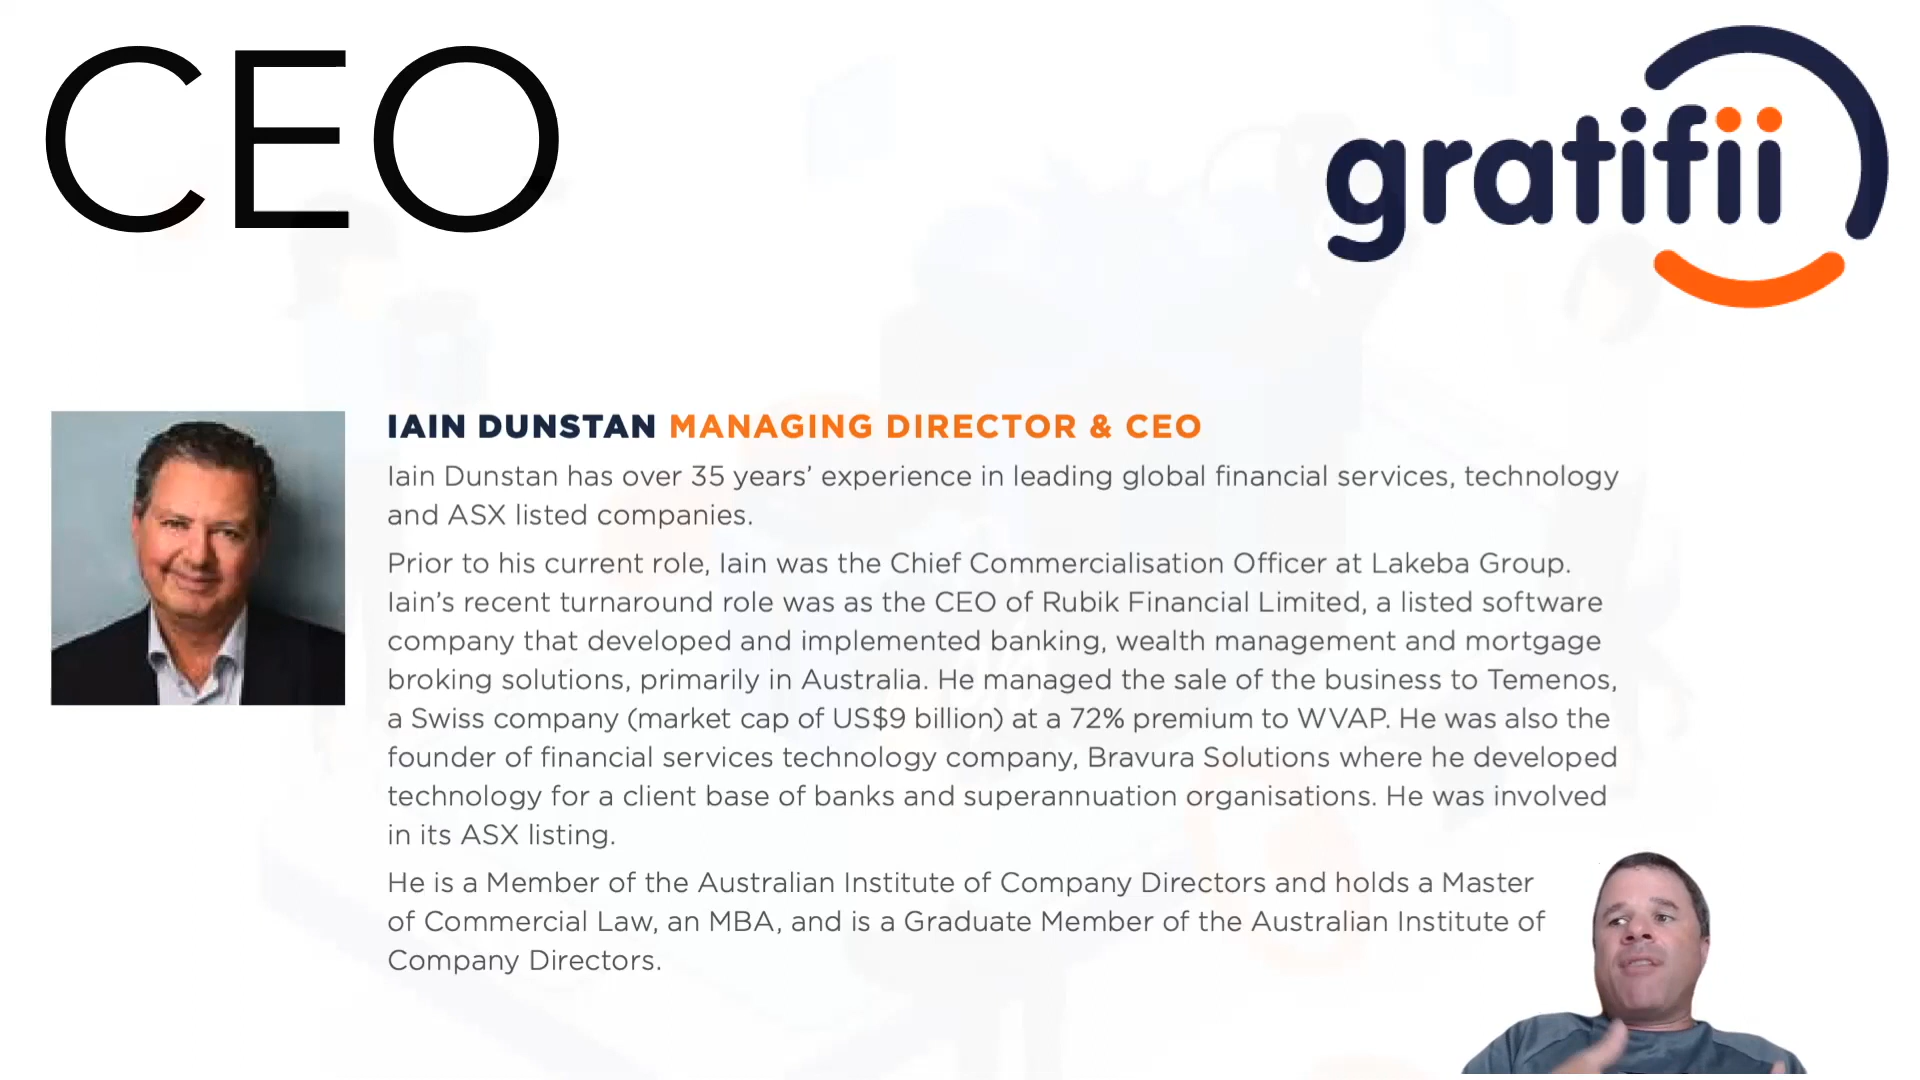 CEO
gratifii
IAIN DUNSTAN MANAGING DIRECTOR & CEO
Iain Dunstan has over 35 years’ experience in leading global financial services, technology
and ASX listed companies.
Prior to his current role, Iain was the Chief Commercialisation Officer at Lakeba Group.
Iain’s recent turnaround role was as the CEO of Rubik Financial Limited, a listed software
company that developed and implemented banking, wealth management and mortgage
broking solutions, primarily in Australia. He managed the sale of the business to Temenos,
a Swiss company (market cap of US$9 billion) at a 72% premium to WVAP. He was also the
founder of financial services technology company, Bravura Solutions where he developed
technology for a client base of banks and superannuation organisations. He was involved
in its ASX listing.
He is a Member of the Australian Institute of Company Directors and holds a Master
of Commercial Law, an MBA, and is a Graduate Member of the Australian Institute of
Company Directors.